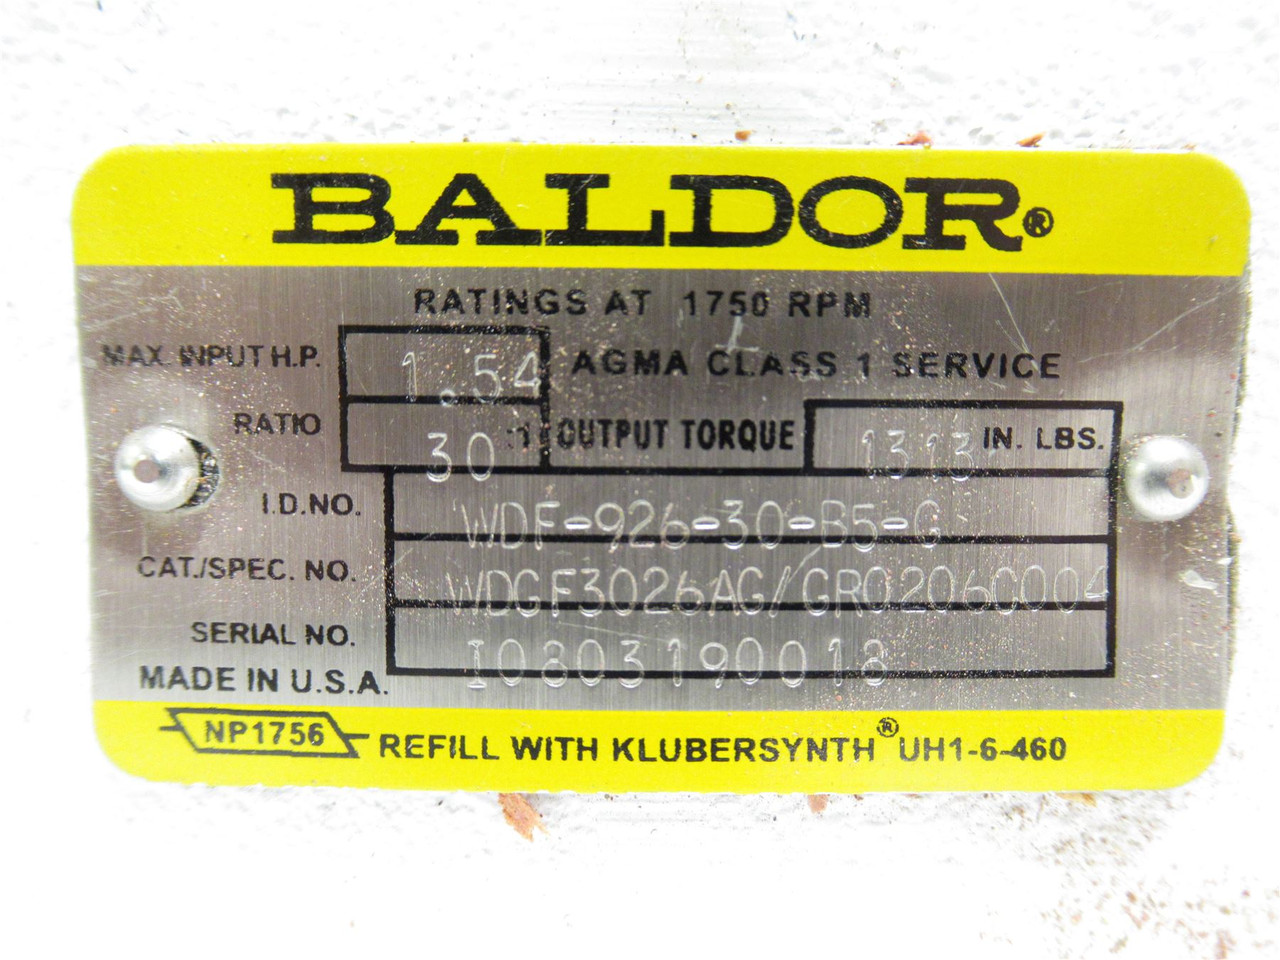 BALDOR®
RATINGS AT 1750 RPM
MAX. INPUT H.P. 1.54 AGMA CLASS 1 SERVICE
RATIO 30 :1 OUTPUT TORQUE 1313 IN. LBS.
I.D.NO. WDF-926-30-B5-G
CAT./SPEC. NO. WDGF3026AG/GR0206C004
SERIAL NO. I0803190018
MADE IN U.S.A.
NP1756 REFILL WITH KLUBERSYNTH® UH1-6-460